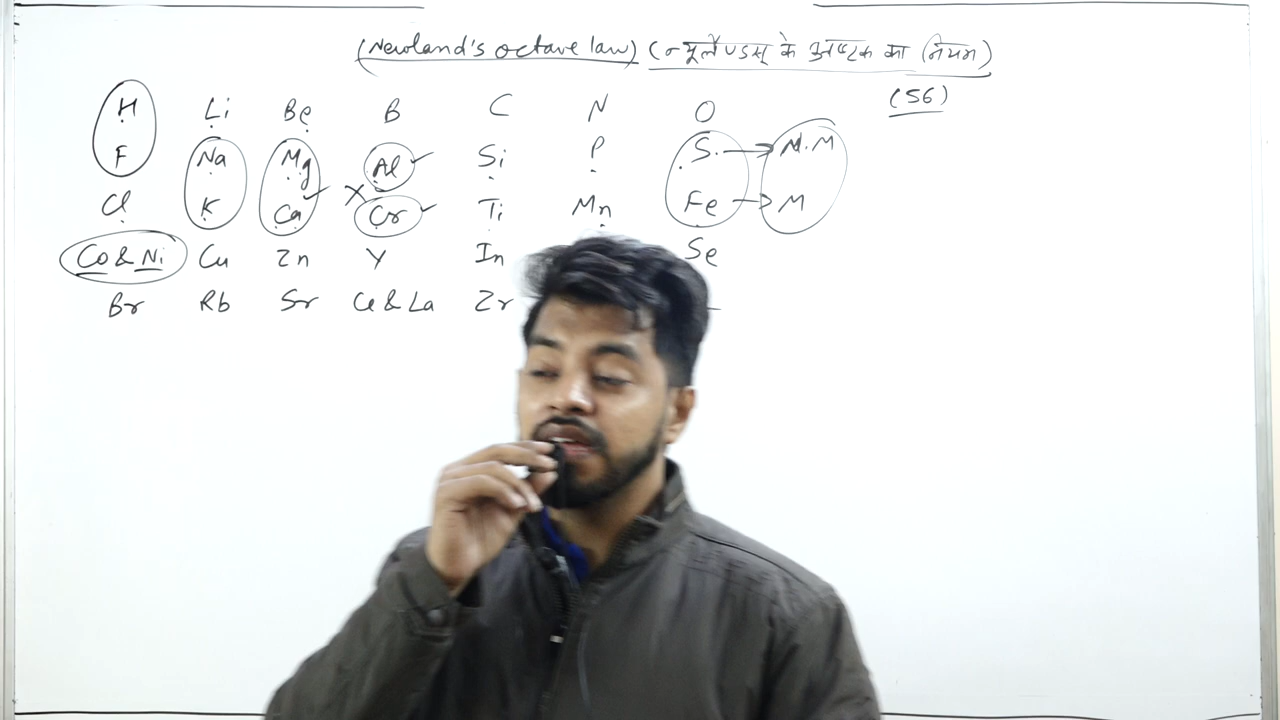 (Newland's octave law) (न्यूलैण्डस् के अष्टक का नियम)
(56)
H Li Be B C N O
F Na Mg Al ✓ Si P S. → N.M
Cl K Ca ✓ X Cr ✓ Ti Mn Fe → M
Co & Ni Cu Zn Y In Se
Br Rb Sr Ce & La Zr